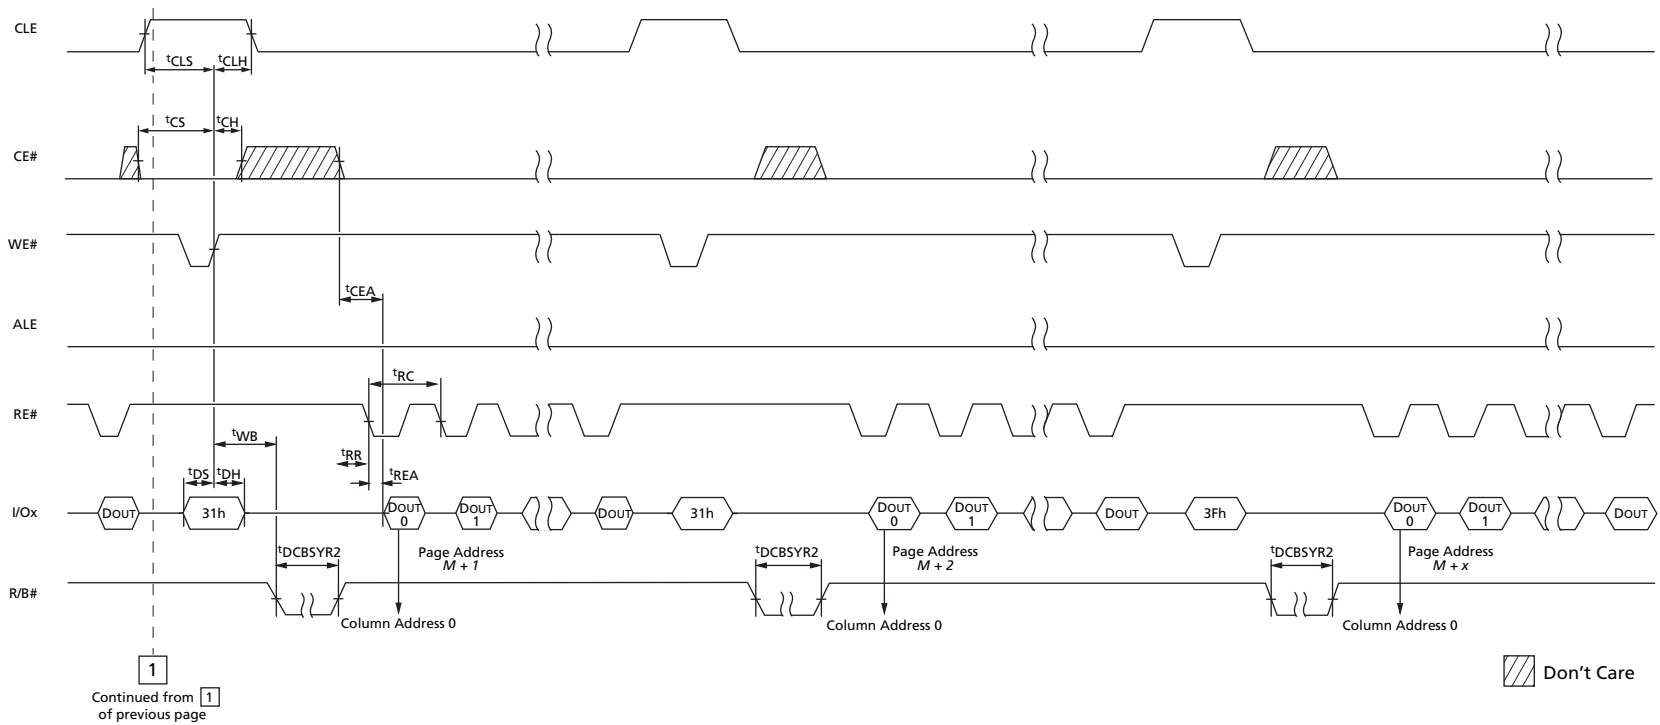 CLE
tCLS tCLH
tCS tCH
CE#
WE#
tCEA
ALE
tRC
RE#
tWB
tRR
tREA
tDS tDH
I/Ox
DOUT 31h DOUT 0 DOUT 1 DOUT 31h DOUT 0 DOUT 1 DOUT 3Fh DOUT 0 DOUT 1 DOUT
tDCBSYR2 Page Address M + 1 tDCBSYR2 Page Address M + 2 tDCBSYR2 Page Address M + x
R/B#
Column Address 0 Column Address 0 Column Address 0
1
Continued from 1
of previous page
Don't Care